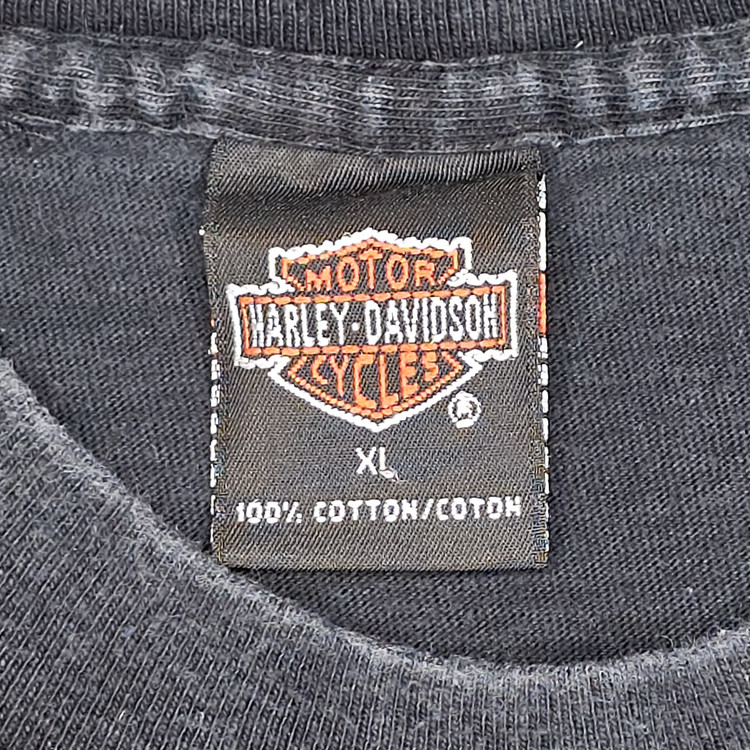 MOTOR
HARLEY-DAVIDSON
CYCLES
®
XL
100% COTTON/COTON